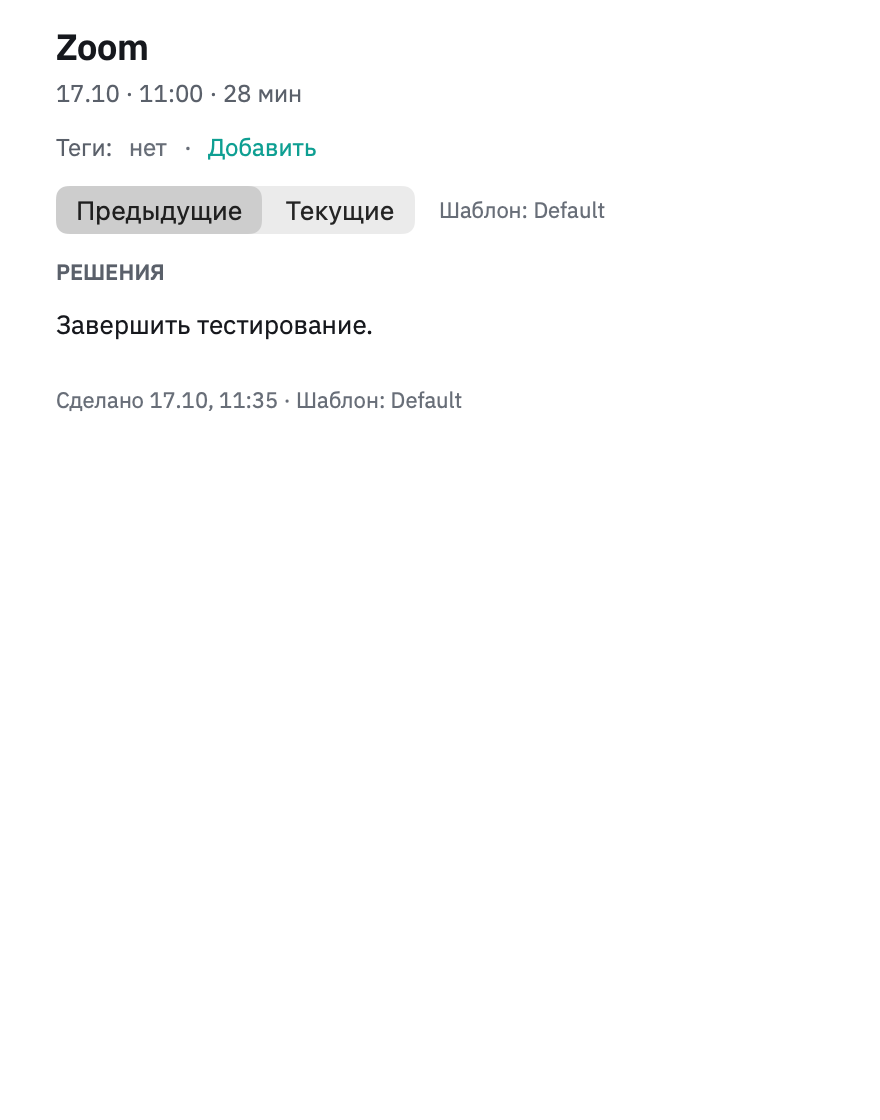 Zoom
17.10 · 11:00 · 28 мин
Теги: нет · Добавить
Предыдущие Текущие Шаблон: Default
РЕШЕНИЯ
Завершить тестирование.
Сделано 17.10, 11:35 · Шаблон: Default